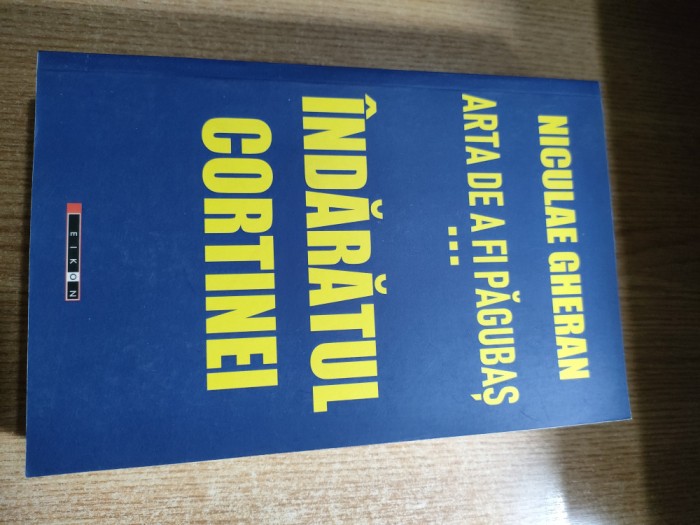 NICULAE GHERAN
ARTA DE A FI PĂGUBAȘ
...
ÎNDĂRĂTUL
CORTINEI
EIKON